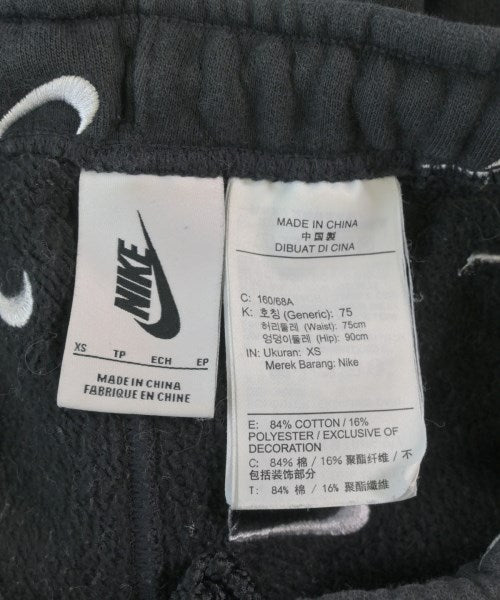 NIKE
XS TP ECH EP
MADE IN CHINA
FABRIQUE EN CHINE
MADE IN CHINA
中国製
DIBUAT DI CINA
C: 160/68A
K: 호칭 (Generic): 75
허리둘레 (Waist): 75cm
엉덩이둘레 (Hip): 90cm
IN: Ukuran: XS
Merek Barang: Nike
E: 84% COTTON / 16%
POLYESTER / EXCLUSIVE OF
DECORATION
C: 84% 棉 / 16% 聚酯纤维 / 不
包括装饰部分
T: 84% 棉 / 16% 聚酯纖維